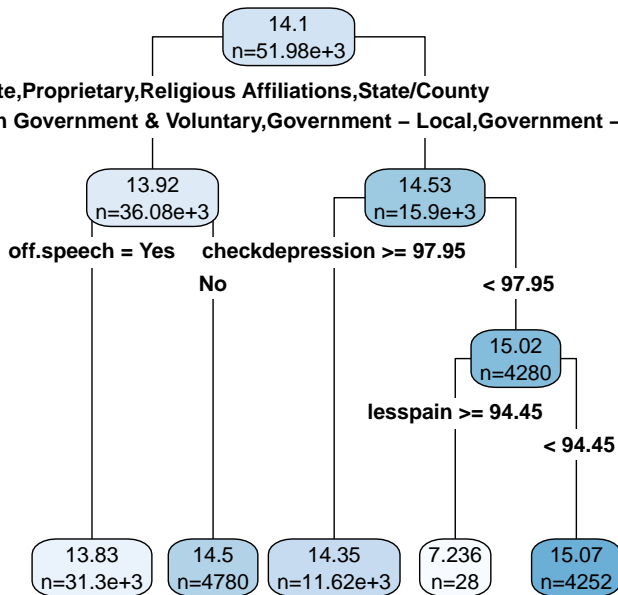 14.1
n=51.98e+3
Proprietary,Religious Affiliations,State/County
Government & Voluntary,Government – Local,Government –
13.92
n=36.08e+3
14.53
n=15.9e+3
off.speech = Yes
checkdepression >= 97.95
No
< 97.95
15.02
n=4280
lesspain >= 94.45
< 94.45
13.83
n=31.3e+3
14.5
n=4780
14.35
n=11.62e+3
7.236
n=28
15.07
n=4252